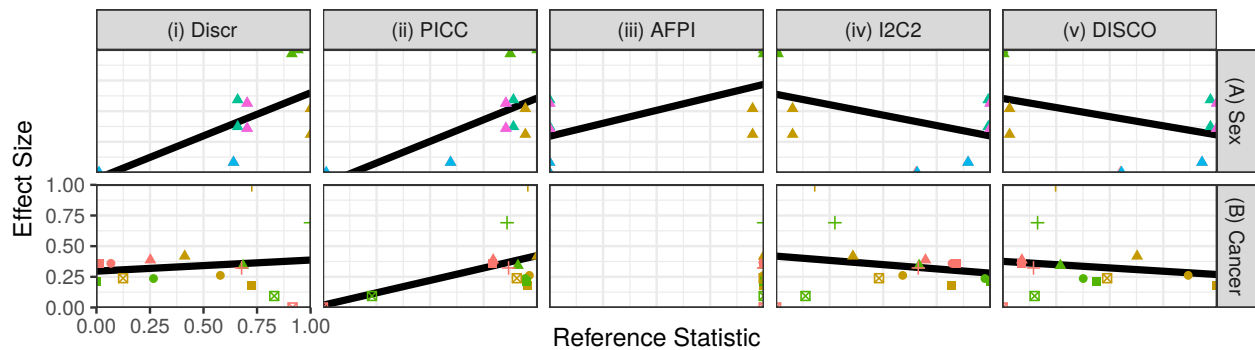 (i) Discr
(ii) PICC
(iii) AFPI
(iv) I2C2
(v) DISCO
(A) Sex
(B) Cancer
Effect Size
1.00
0.75
0.50
0.25
0.00
0.00 0.25 0.50 0.75 1.00
Reference Statistic